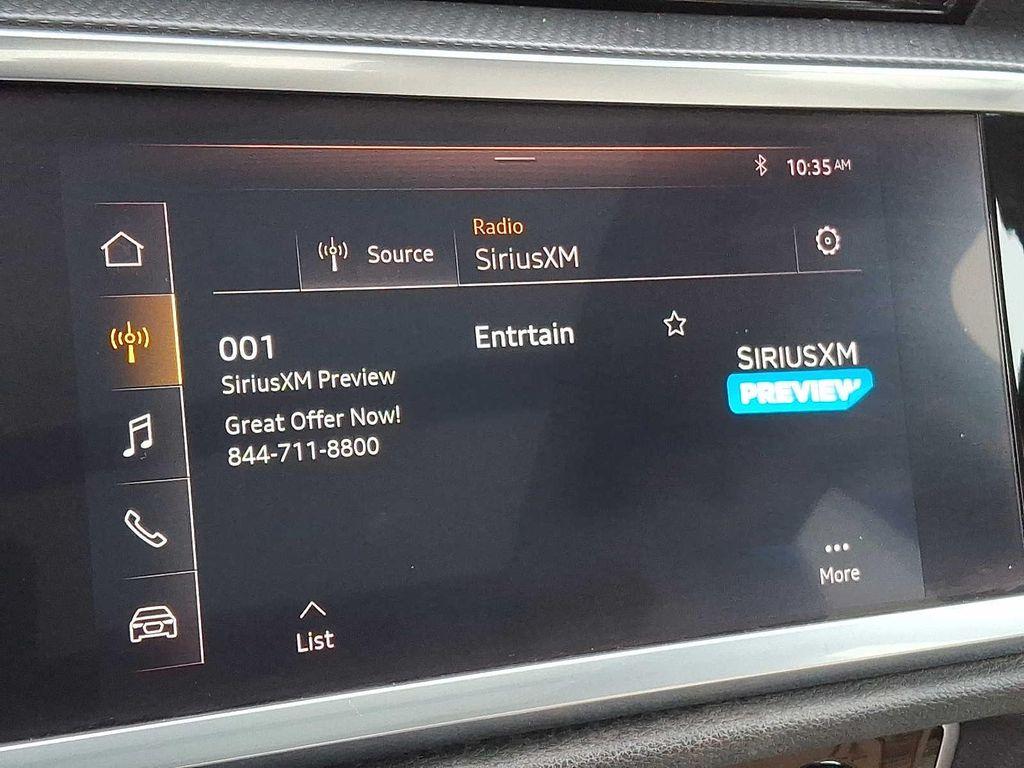 10:35 AM
Source
Radio
SiriusXM
001
Entrtain
SiriusXM Preview
SIRIUSXM
PREVIEW
Great Offer Now!
844-711-8800
More
List